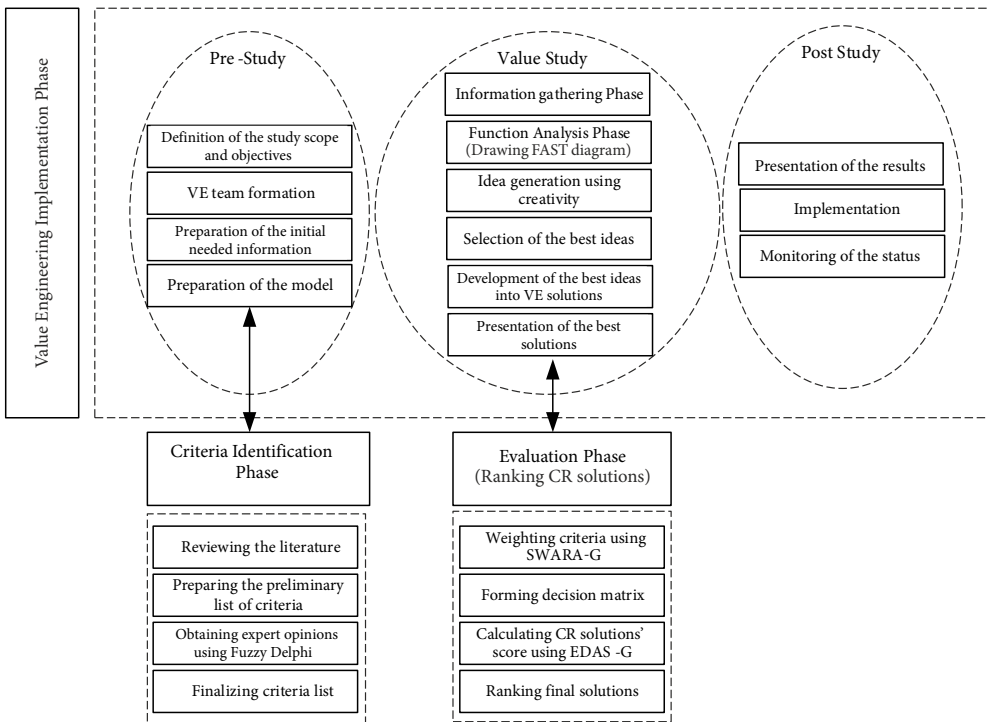 Value Engineering Implementation Phase
Pre -Study
Definition of the study scope
and objectives
VE team formation
Preparation of the initial
needed information
Preparation of the model
Value Study
Information gathering Phase
Function Analysis Phase
(Drawing FAST diagram)
Idea generation using
creativity
Selection of the best ideas
Development of the best ideas
into VE solutions
Presentation of the best
solutions
Post Study
Presentation of the results
Implementation
Monitoring of the status
Criteria Identification
Phase
Reviewing the literature
Preparing the preliminary
list of criteria
Obtaining expert opinions
using Fuzzy Delphi
Finalizing criteria list
Evaluation Phase
(Ranking CR solutions)
Weighting criteria using
SWARA-G
Forming decision matrix
Calculating CR solutions’
score using EDAS -G
Ranking final solutions